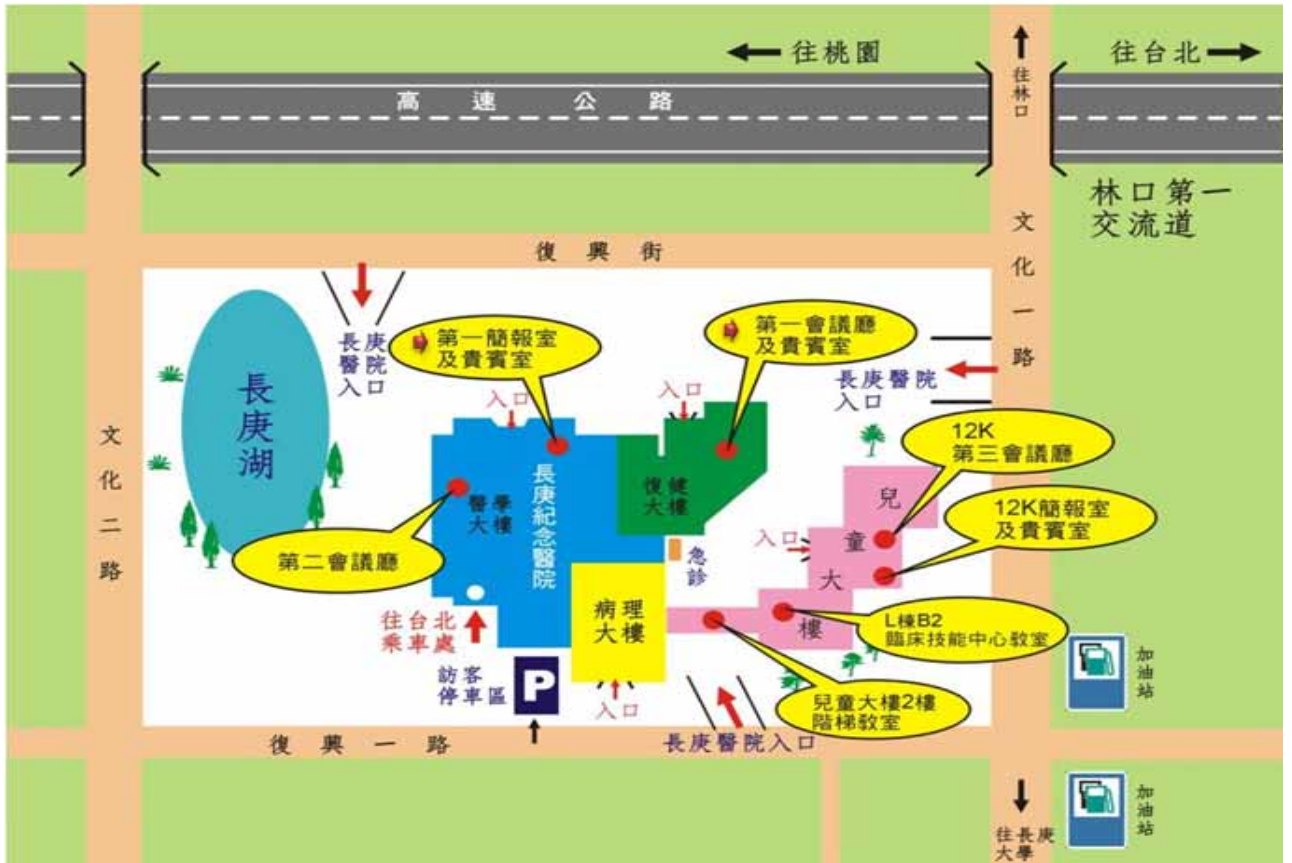 往桃園
往台北
往林口
高速公路
林口第一
交流道
文化一路
復興街
長庚
醫院
入口
第一簡報室
及貴賓室
第一會議廳
及貴賓室
長庚醫院
入口
長庚湖
文化二路
入口
入口
12K
第三會議廳
醫學
大樓
長庚紀念醫院
復健
大樓
兒童大樓
12K簡報室
及貴賓室
入口
急診
第二會議廳
病理
大樓
L棟B2
臨床技能中心教室
往台北
乘車處
訪客
停車區
P
入口
兒童大樓2樓
階梯教室
加油站
復興一路
長庚醫院入口
加油站
往長庚
大學